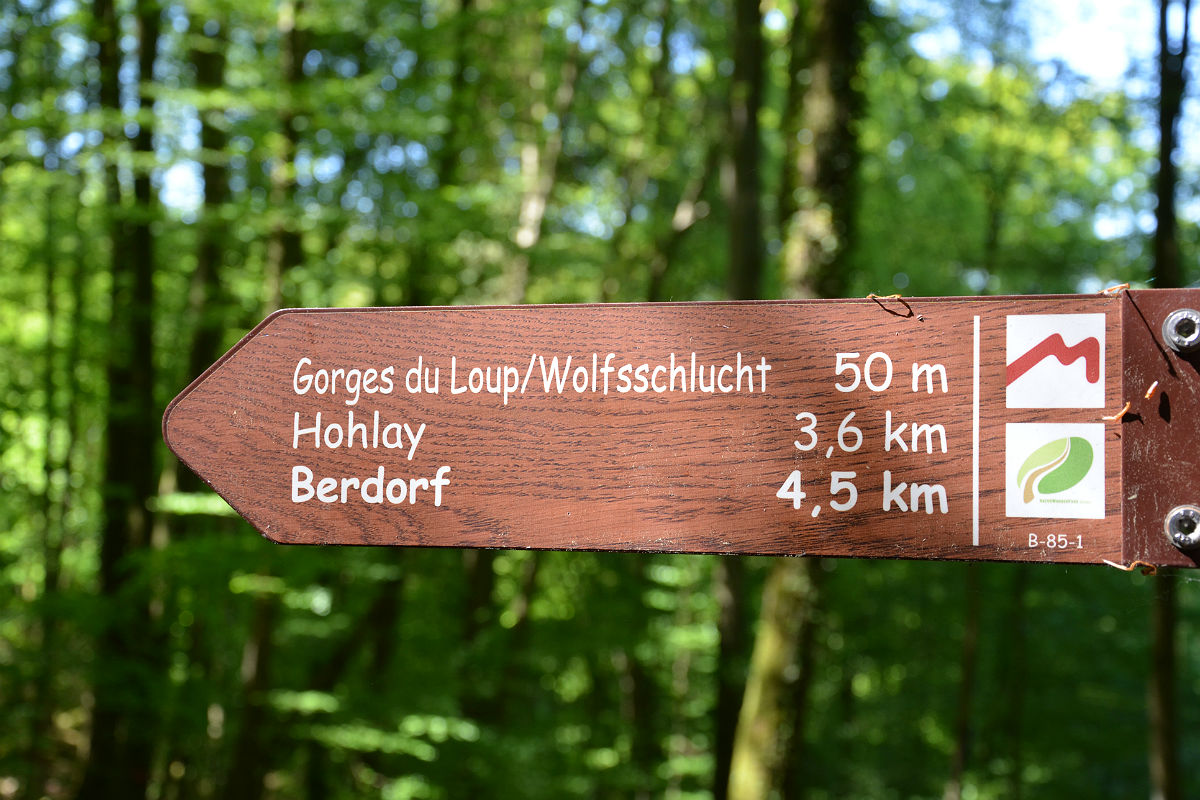 Gorges du Loup/Wolfsschlucht 50 m
Hohlay 3,6 km
Berdorf 4,5 km
B-85-1